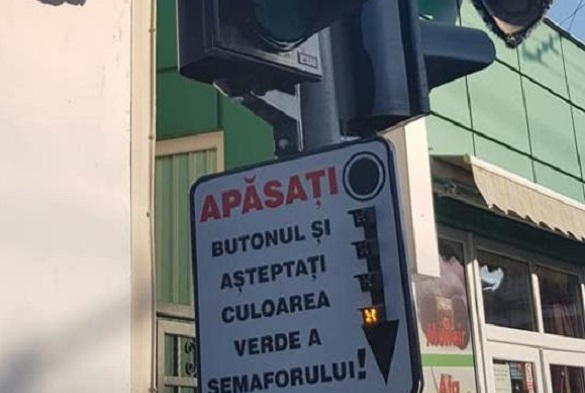 APĂSAȚI
BUTONUL ȘI
AȘTEPTAȚI
CULOAREA
VERDE A
SEMAFORULUI!